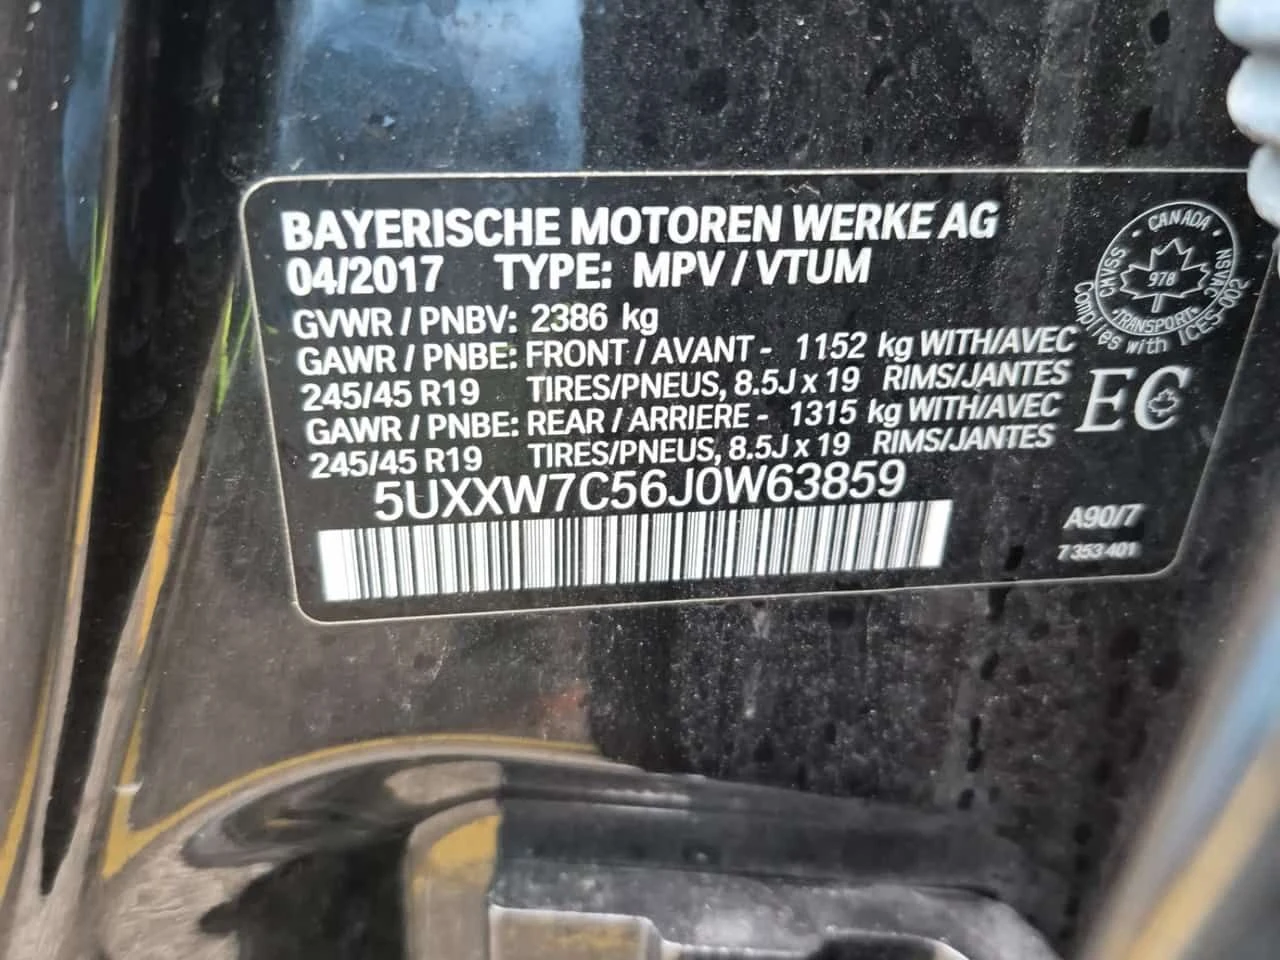 BAYERISCHE MOTOREN WERKE AG
04/2017 TYPE: MPV / VTUM
GVWR / PNBV: 2386 kg
GAWR / PNBE: FRONT / AVANT - 1152 kg WITH/AVEC
245/45 R19 TIRES/PNEUS, 8.5J x 19 RIMS/JANTES
GAWR / PNBE: REAR / ARRIERE - 1315 kg WITH/AVEC
245/45 R19 TIRES/PNEUS, 8.5J x 19 RIMS/JANTES
5UXXW7C56J0W63859
CANADA
CMVSS
NSVAC
978
TRANSPORT
Complies with ICES-002
EC
A90/7
7 353 401